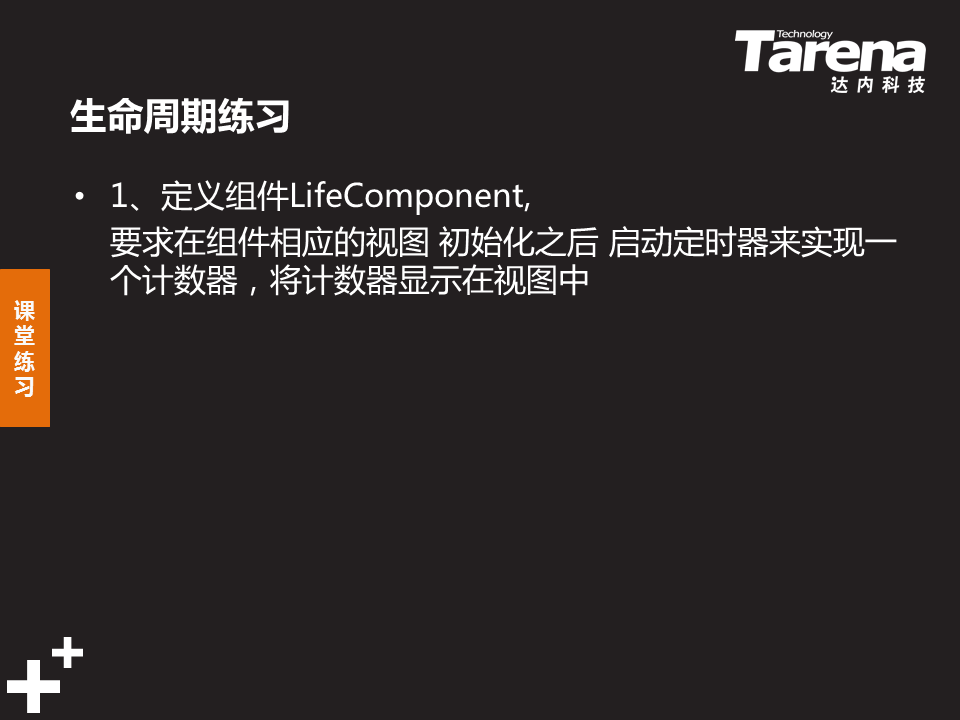 Technology
Tarena
达内科技
生命周期练习
• 1、定义组件LifeComponent,
要求在组件相应的视图 初始化之后 启动定时器来实现一
个计数器，将计数器显示在视图中
课
堂
练
习